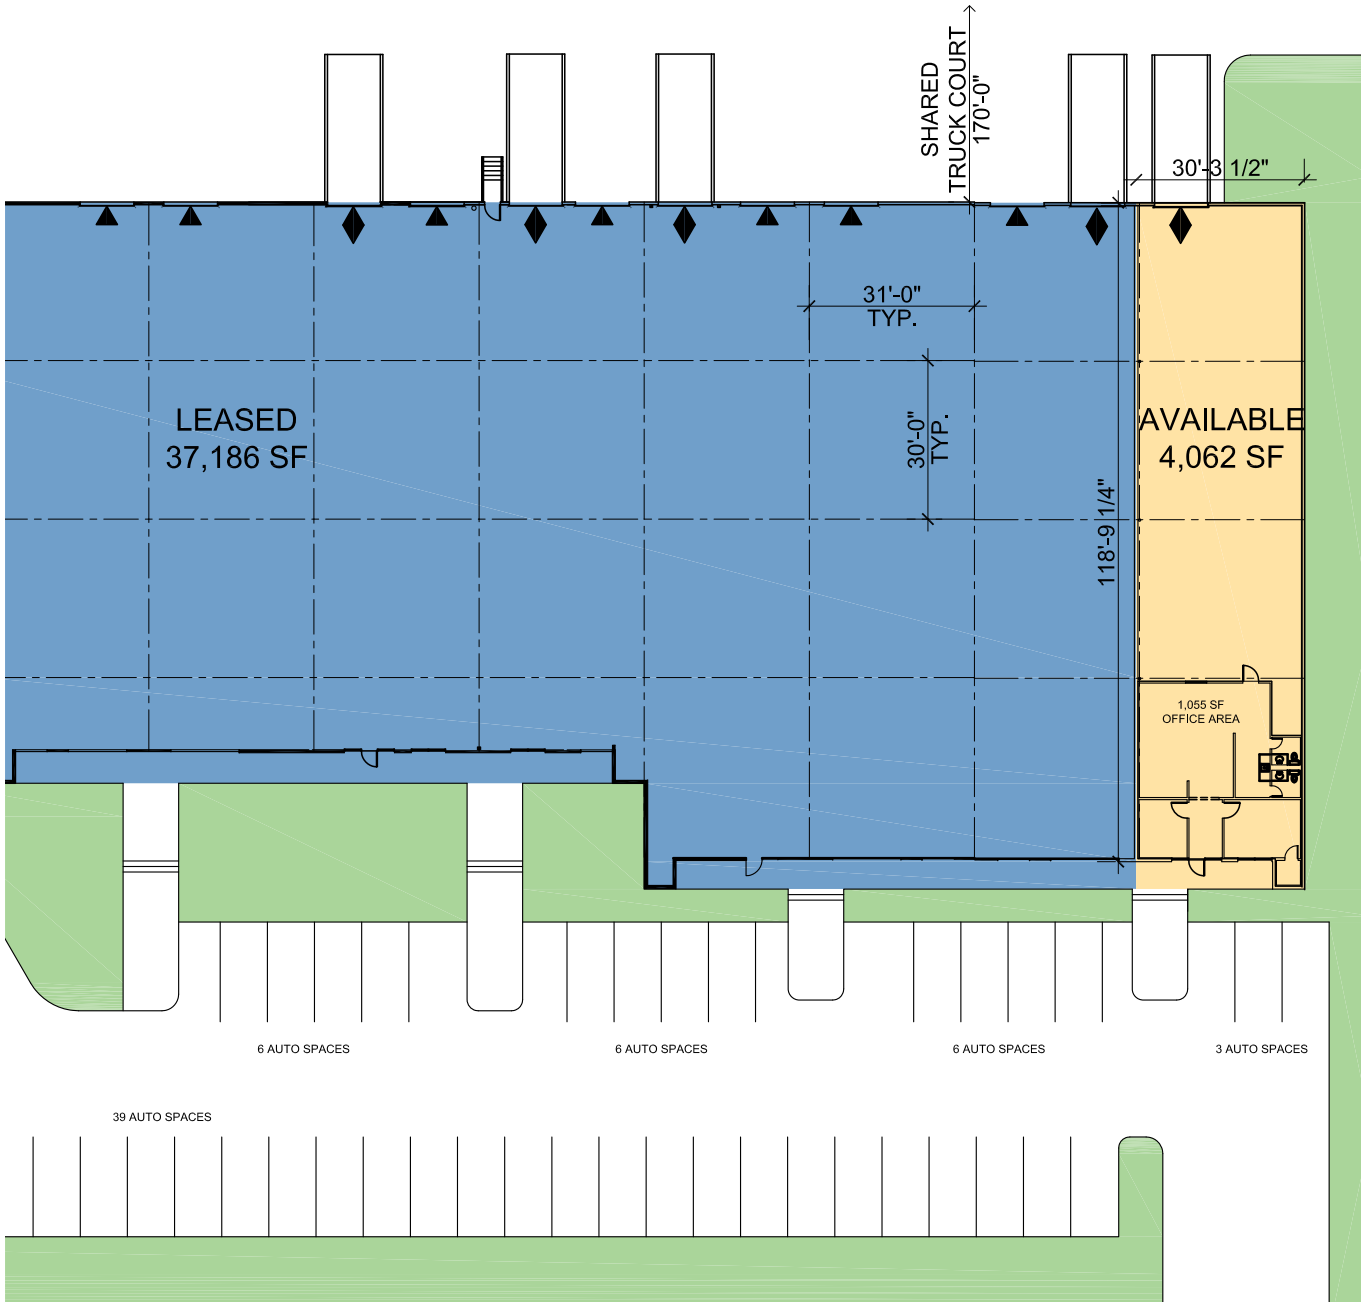 SHARED
TRUCK COURT
170'-0"
30'-3 1/2"
31'-0"
TYP.
30'-0"
TYP.
LEASED
37,186 SF
AVAILABLE
4,062 SF
118'-9 1/4"
1,055 SF
OFFICE AREA
6 AUTO SPACES
6 AUTO SPACES
6 AUTO SPACES
3 AUTO SPACES
39 AUTO SPACES